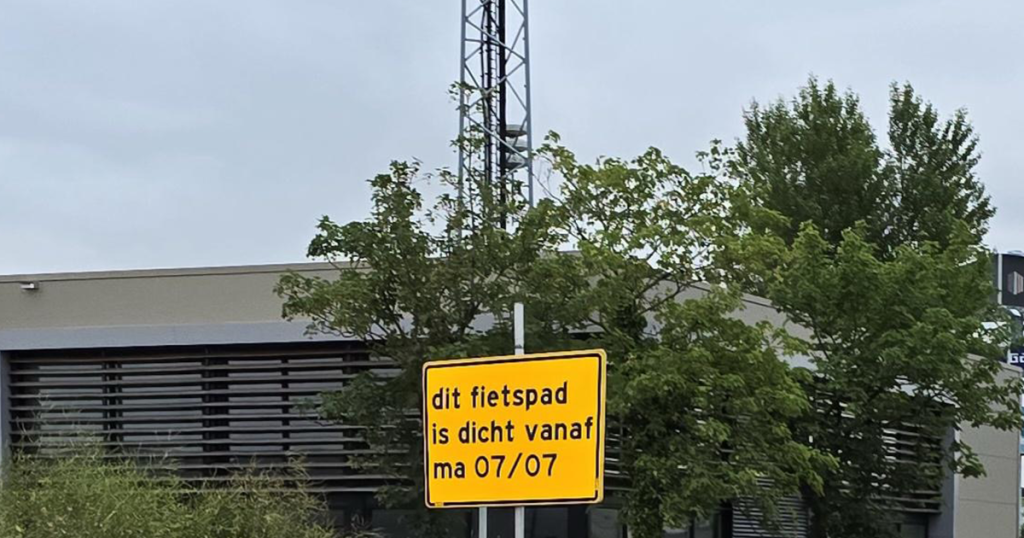 dit fietspad
is dicht vanaf
ma 07/07